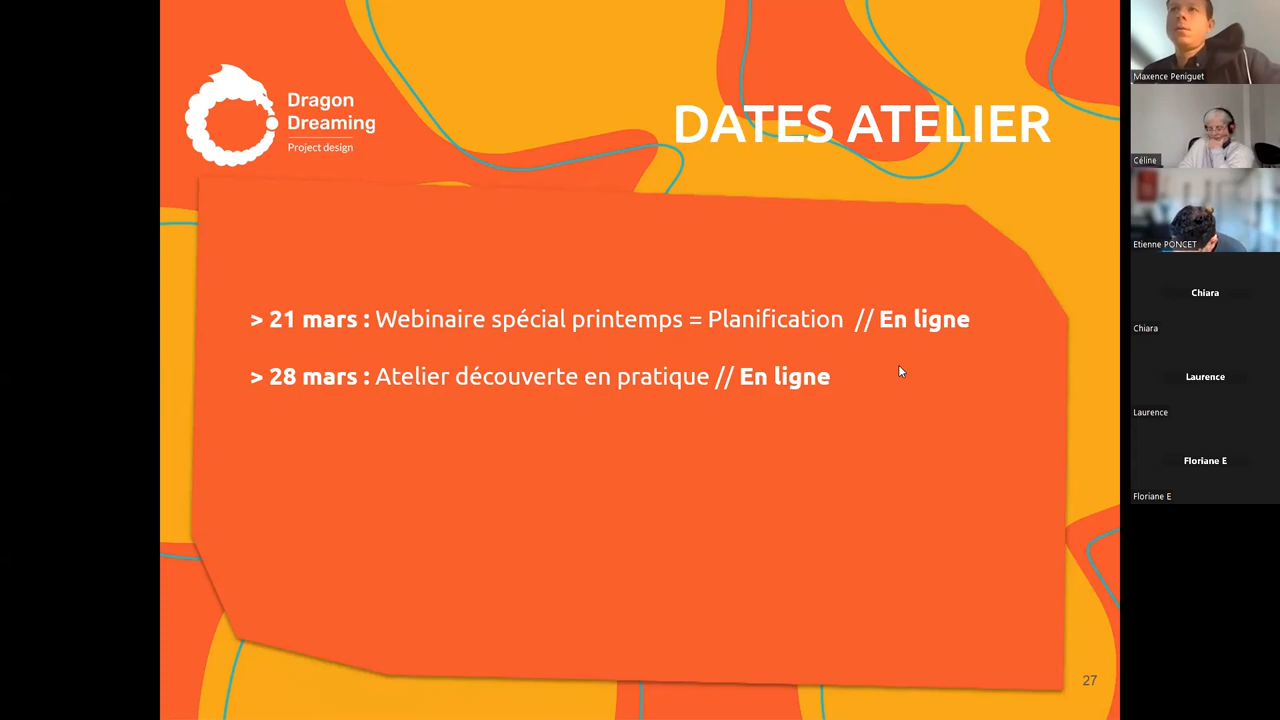 Dragon
Dreaming
Project design
DATES ATELIER
> 21 mars : Webinaire spécial printemps = Planification // En ligne
> 28 mars : Atelier découverte en pratique // En ligne
27
Maxence Peniguet
Céline
Etienne PONCET
Chiara
Chiara
Laurence
Laurence
Floriane E
Floriane E